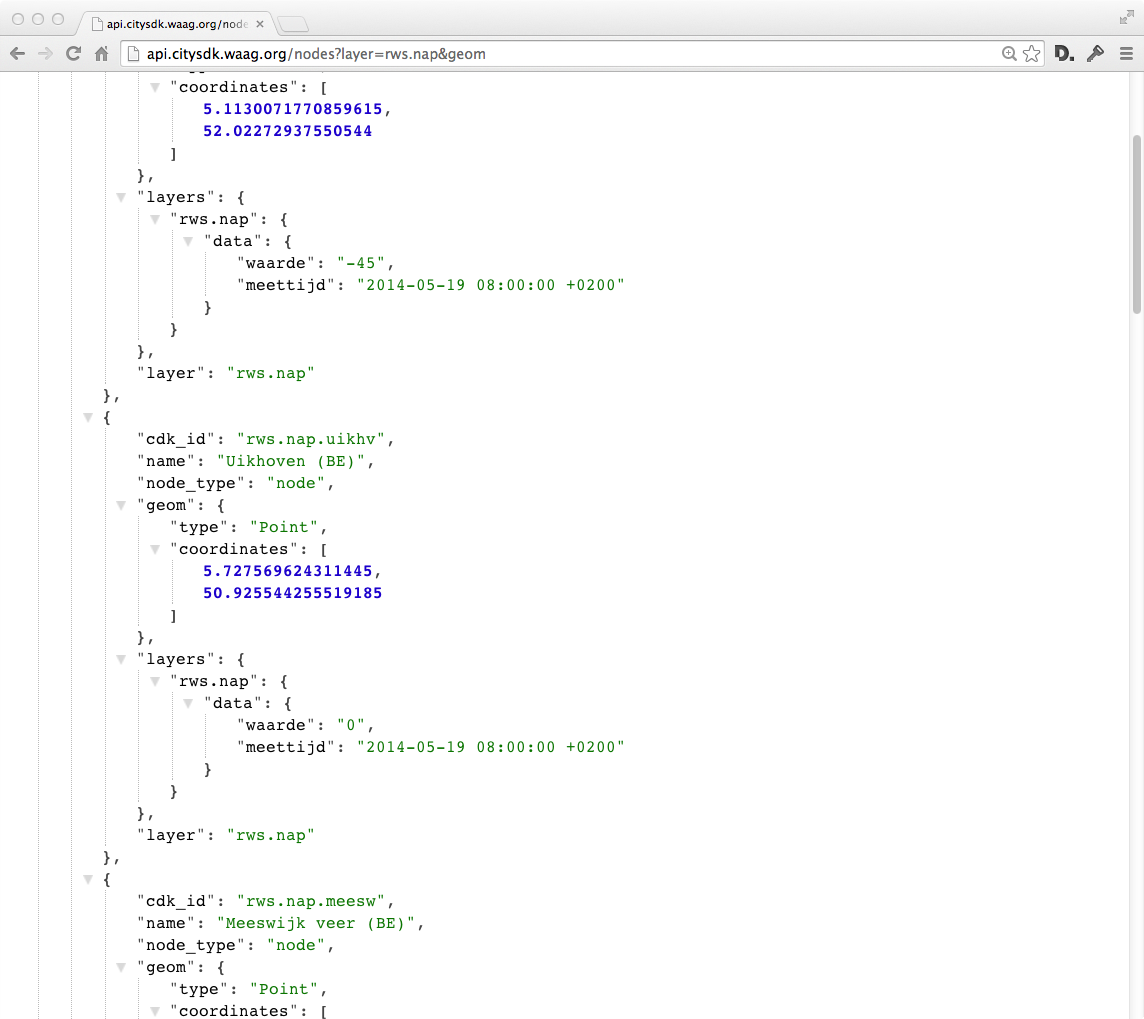 api.citysdk.waag.org/node
api.citysdk.waag.org/nodes?layer=rws.nap&geom
D.
"coordinates": [
5.1130071770859615,
52.02272937550544
]
},
"layers": {
"rws.nap": {
"data": {
"waarde": "-45",
"meettijd": "2014-05-19 08:00:00 +0200"
}
}
},
"layer": "rws.nap"
},
{
"cdk_id": "rws.nap.uikhv",
"name": "Uikhoven (BE)",
"node_type": "node",
"geom": {
"type": "Point",
"coordinates": [
5.727569624311445,
50.925544255519185
]
},
"layers": {
"rws.nap": {
"data": {
"waarde": "0",
"meettijd": "2014-05-19 08:00:00 +0200"
}
}
},
"layer": "rws.nap"
},
{
"cdk_id": "rws.nap.meesw",
"name": "Meeswijk veer (BE)",
"node_type": "node",
"geom": {
"type": "Point",
"coordinates": [